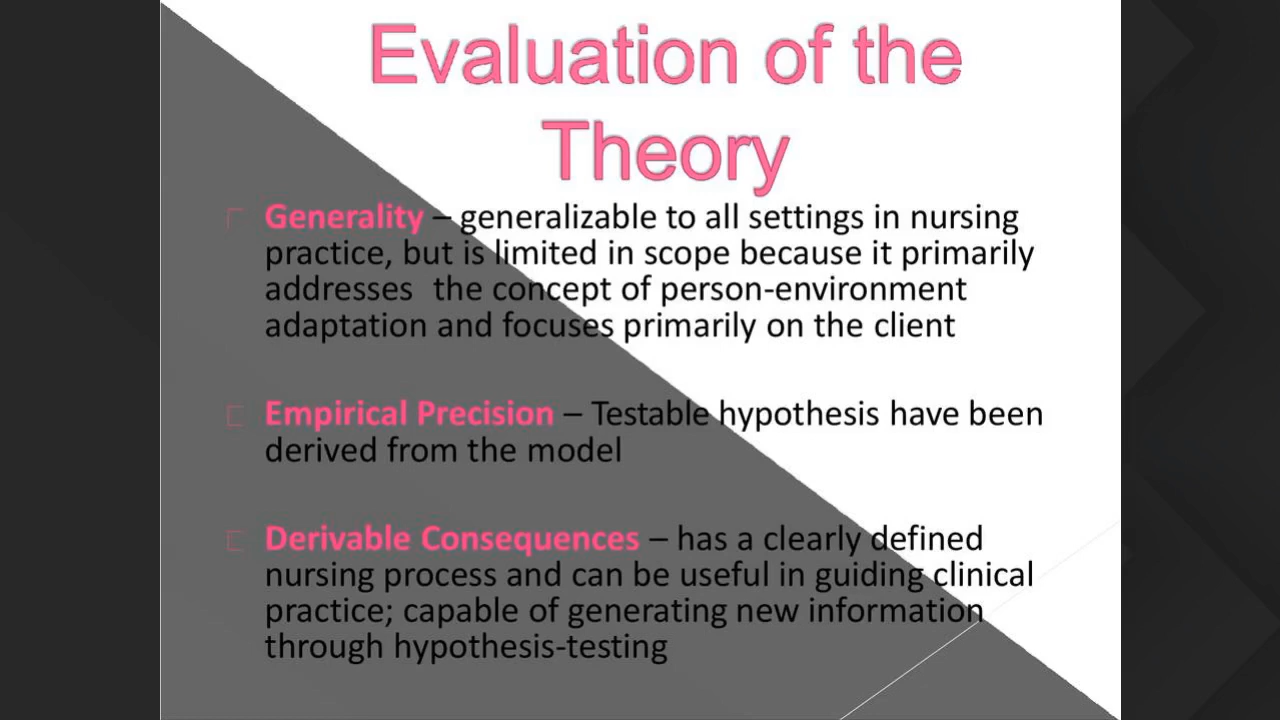 Evaluation of the
Theory
Generality – generalizable to all settings in nursing
practice, but is limited in scope because it primarily
addresses the concept of person-environment
adaptation and focuses primarily on the client
Empirical Precision – Testable hypothesis have been
derived from the model
Derivable Consequences – has a clearly defined
nursing process and can be useful in guiding clinical
practice; capable of generating new information
through hypothesis-testing